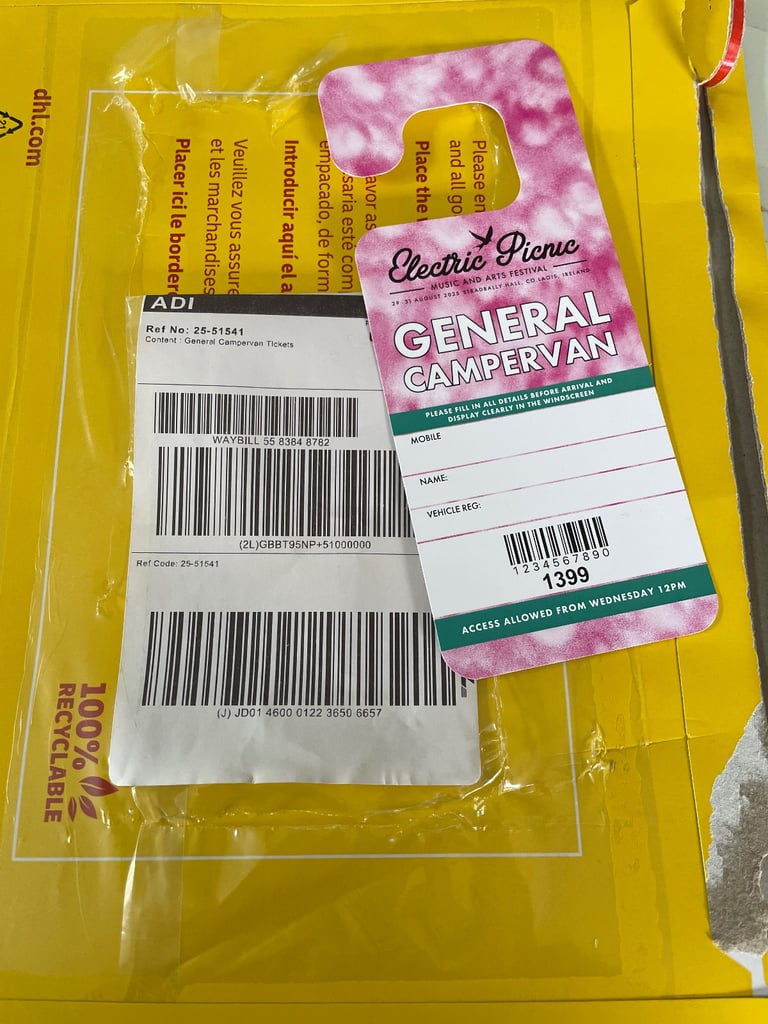 dhl.com
Please en
and all go
Place the
avor as
saria esté com
empacado, de form
Introducir aquí el a
Veuillez vous assure
et les marchandises
Placer ici le border
100%
RECYCLABLE
ADI
Ref No: 25-51541
Content : General Campervan Tickets
WAYBILL 55 8384 8782
(2L)GBBT95NP+51000000
Ref Code: 25-51541
(J) JD01 4600 0122 3650 6657
Electric Picnic
MUSIC AND ARTS FESTIVAL
29-31 AUGUST 2025 STRADBALLY HALL, CO LAOIS, IRELAND
GENERAL
CAMPERVAN
PLEASE FILL IN ALL DETAILS BEFORE ARRIVAL AND
DISPLAY CLEARLY IN THE WINDSCREEN
MOBILE
NAME:
VEHICLE REG:
1234567890
1399
ACCESS ALLOWED FROM WEDNESDAY 12PM